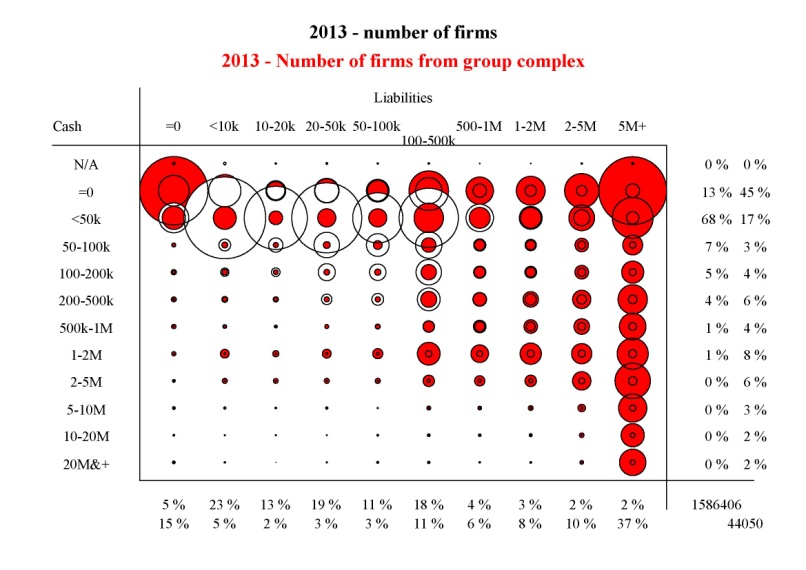 2013 - number of firms
2013 - Number of firms from group complex
Liabilities
Cash =0 <10k 10-20k 20-50k 50-100k 100-500k 500-1M 1-2M 2-5M 5M+
N/A 0 % 0 %
=0 13 % 45 %
<50k 68 % 17 %
50-100k 7 % 3 %
100-200k 5 % 4 %
200-500k 4 % 6 %
500k-1M 1 % 4 %
1-2M 1 % 8 %
2-5M 0 % 6 %
5-10M 0 % 3 %
10-20M 0 % 2 %
20M&+ 0 % 2 %
5 % 23 % 13 % 19 % 11 % 18 % 4 % 3 % 2 % 2 % 1586406
15 % 5 % 2 % 3 % 3 % 11 % 6 % 8 % 10 % 37 % 44050